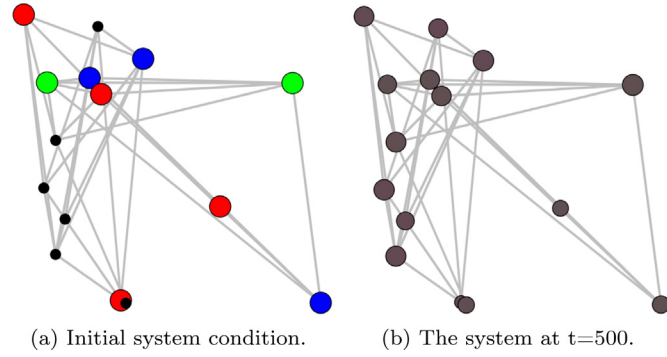 (a) Initial system condition.
(b) The system at t=500.